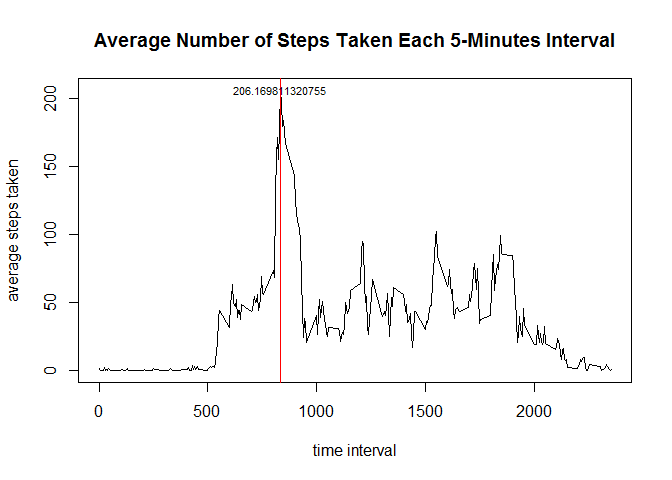 Average Number of Steps Taken Each 5-Minutes Interval
206.169811320755
average steps taken
200
150
100
50
0
0 500 1000 1500 2000
time interval